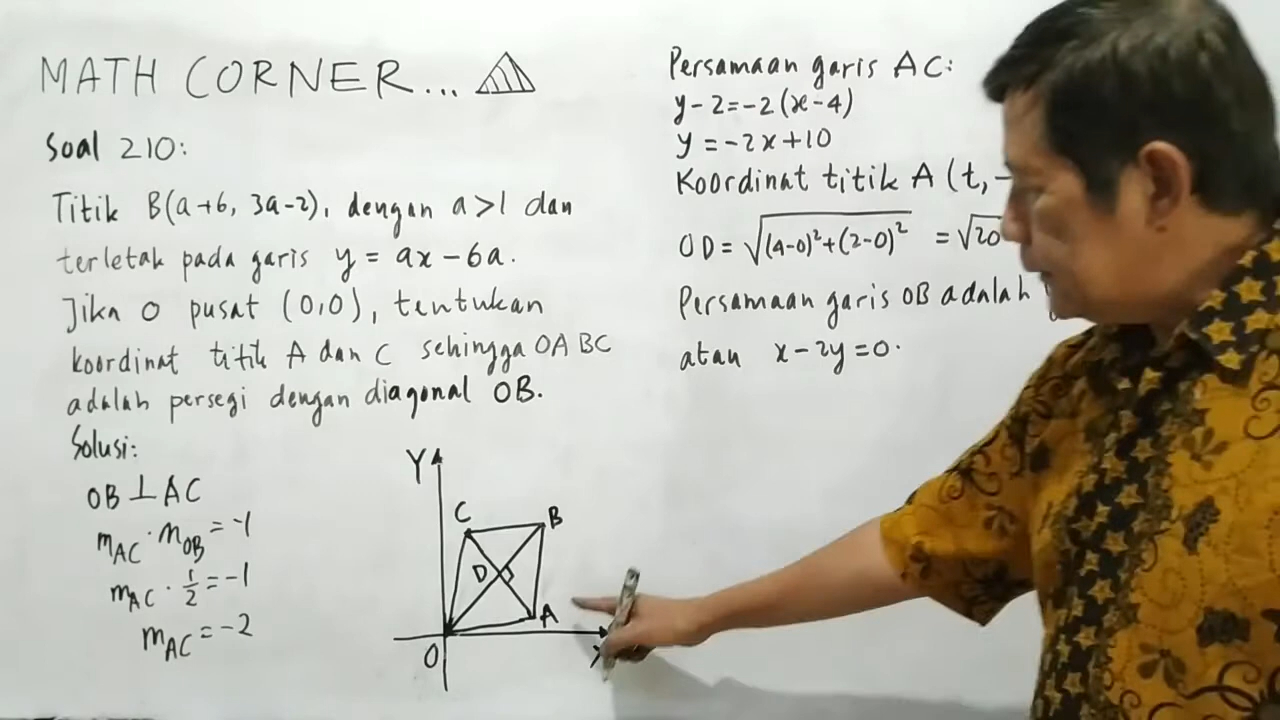 MATH CORNER...
Soal 210:
Titik B(a+6, 3a-2), dengan a>1 dan
terletak pada garis y = ax - 6a.
Jika O pusat (0,0), tentukan
koordinat titik A dan C sehingga OABC
adalah persegi dengan diagonal OB.
Solusi:
OB ⊥ AC
m_AC · m_OB = -1
m_AC · 1/2 = -1
m_AC = -2
Y
C
B
D
A
O
X
Persamaan garis AC:
y-2=-2(x-4)
y = -2x+10
Koordinat titik A (t, -
OD = √((4-0)²+(2-0)²) = √20
Persamaan garis OB adalah
atau x-2y=0.